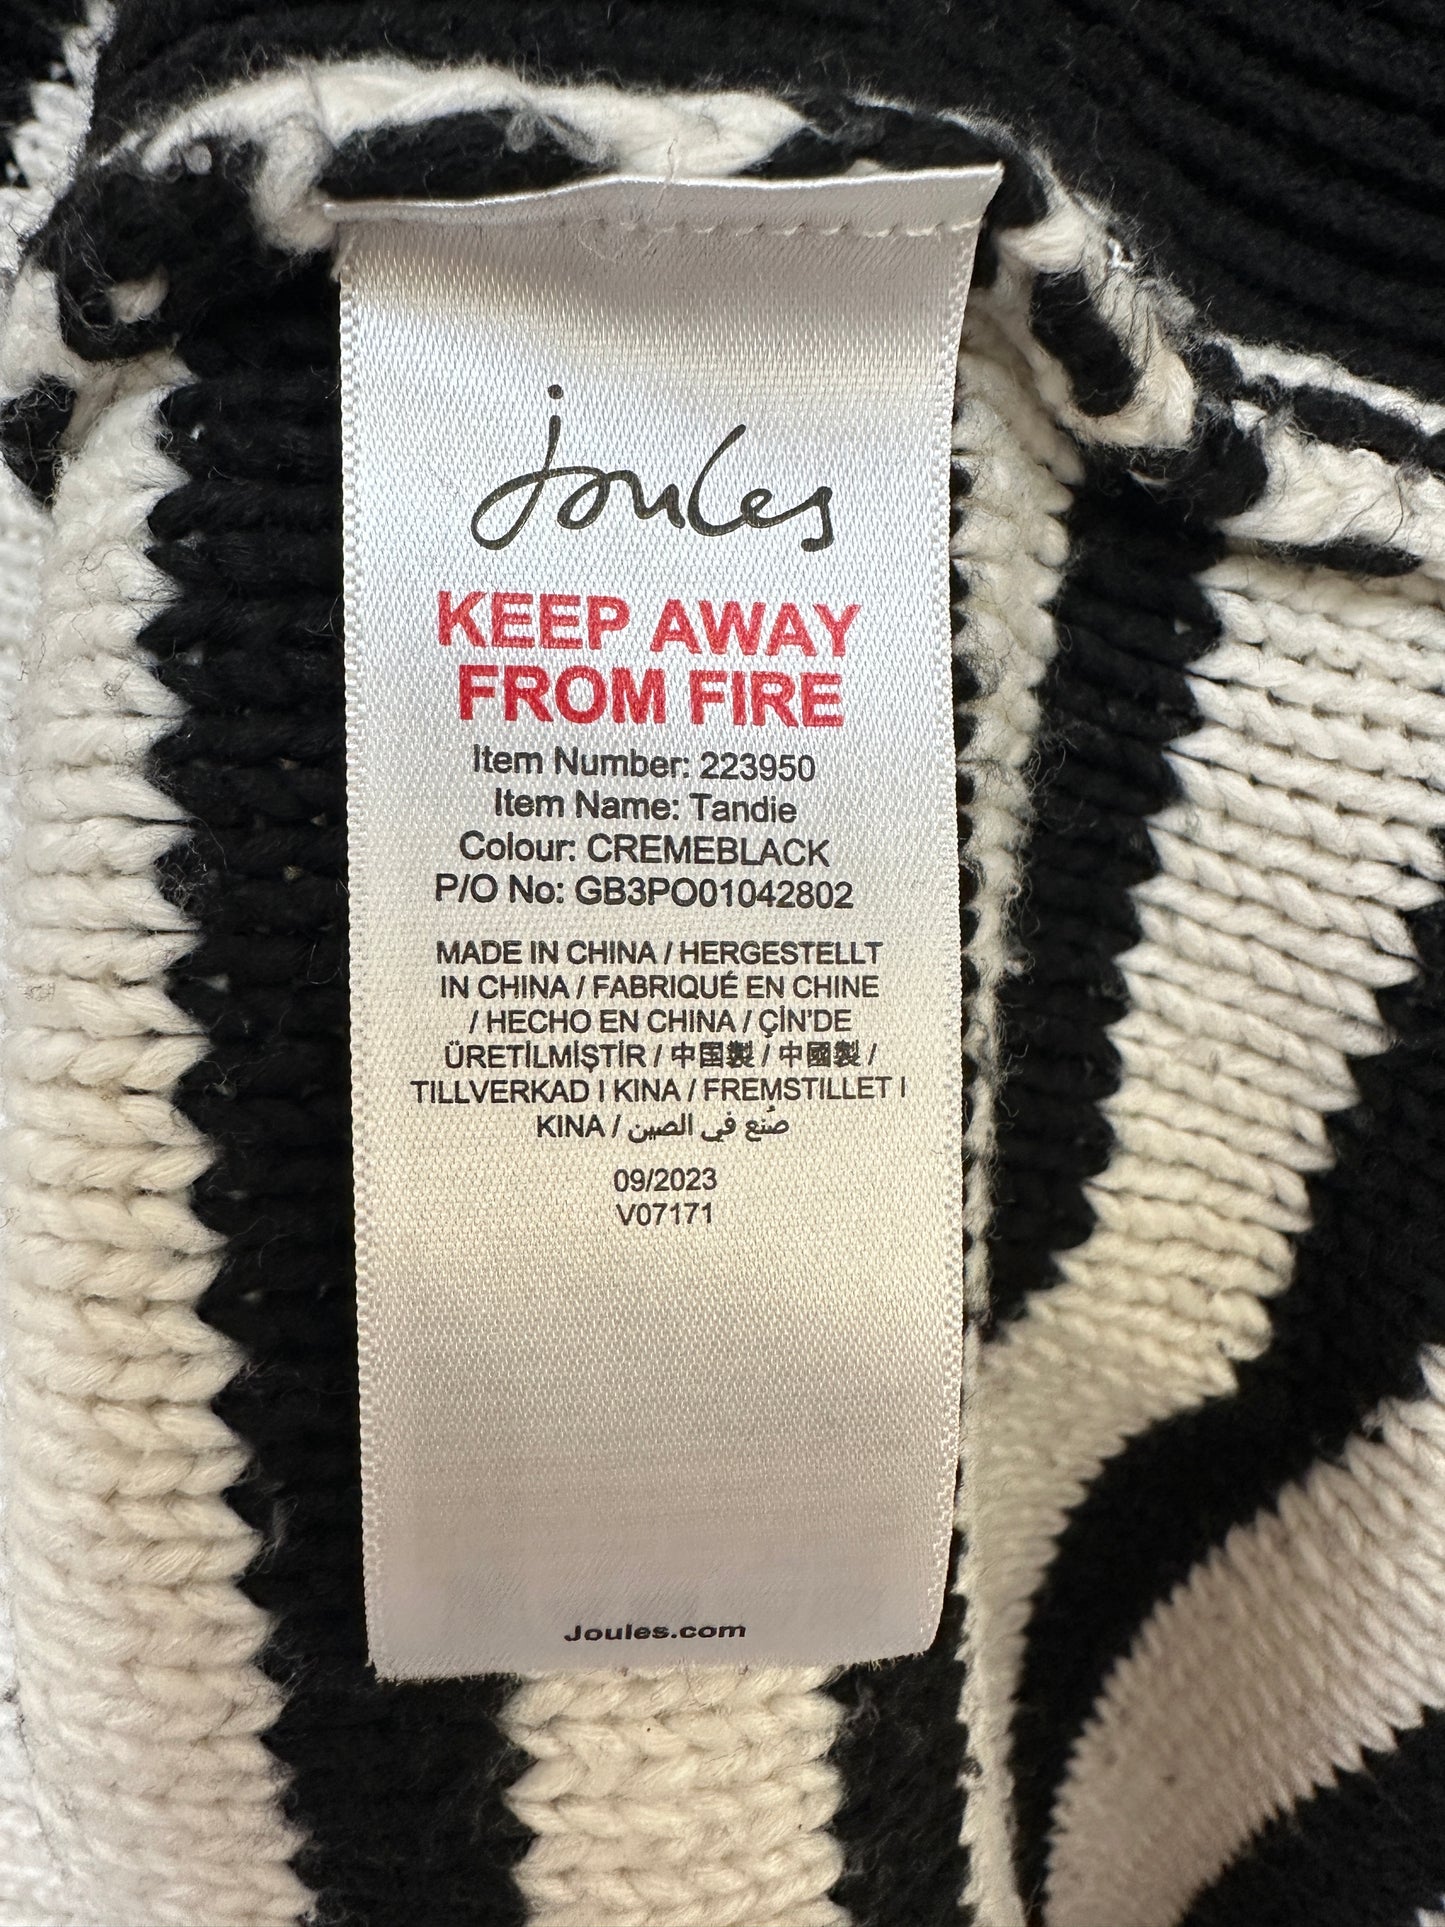 joules
KEEP AWAY
FROM FIRE
Item Number: 223950
Item Name: Tandie
Colour: CREMEBLACK
P/O No: GB3PO01042802
MADE IN CHINA / HERGESTELLT
IN CHINA / FABRIQUÉ EN CHINE
/ HECHO EN CHINA / ÇİN'DE
ÜRETİLMİŞTİR / 中国製 / 中國製 /
TILLVERKAD I KINA / FREMSTILLET I
KINA / صُنع في الصين
09/2023
V07171
Joules.com